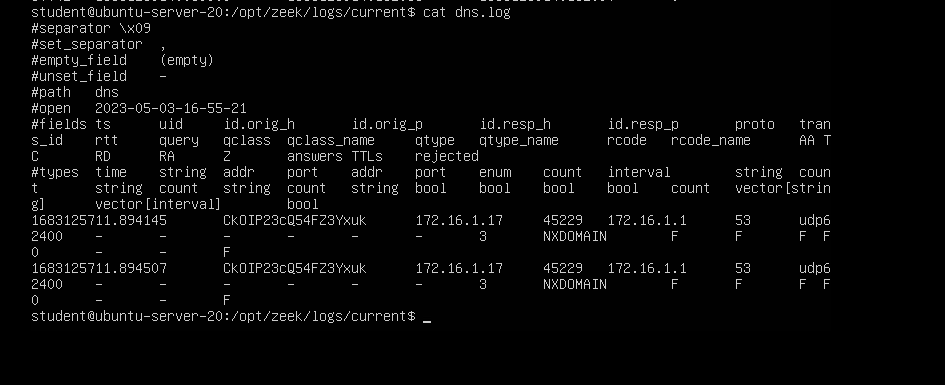 student@ubuntu-server-20:/opt/zeek/logs/current$ cat dns.log
#separator \x09
#set_separator  ,
#empty_field    (empty)
#unset_field    -
#path   dns
#open   2023-05-03-16-55-21
#fields ts      uid     id.orig_h       id.orig_p       id.resp_h       id.resp_p       proto   tran
s_id    rtt     query   qclass  qclass_name     qtype   qtype_name      rcode   rcode_name      AA T
C       RD      RA      Z       answers TTLs    rejected
#types  time    string  addr    port    addr    port    enum    count   interval        string  coun
t       string  count   string  count   string  bool    bool    bool    bool    count   vector[strin
g]      vector[interval]        bool
1683125711.894145       CkOIP23cQ54FZ3Yxuk      172.16.1.17     45229   172.16.1.1      53      udp6
2400    -       -       -       -       -       -       3       NXDOMAIN        F       F       F  F
0       -       -       F
1683125711.894507       CkOIP23cQ54FZ3Yxuk      172.16.1.17     45229   172.16.1.1      53      udp6
2400    -       -       -       -       -       -       3       NXDOMAIN        F       F       F  F
0       -       -       F
student@ubuntu-server-20:/opt/zeek/logs/current$ _